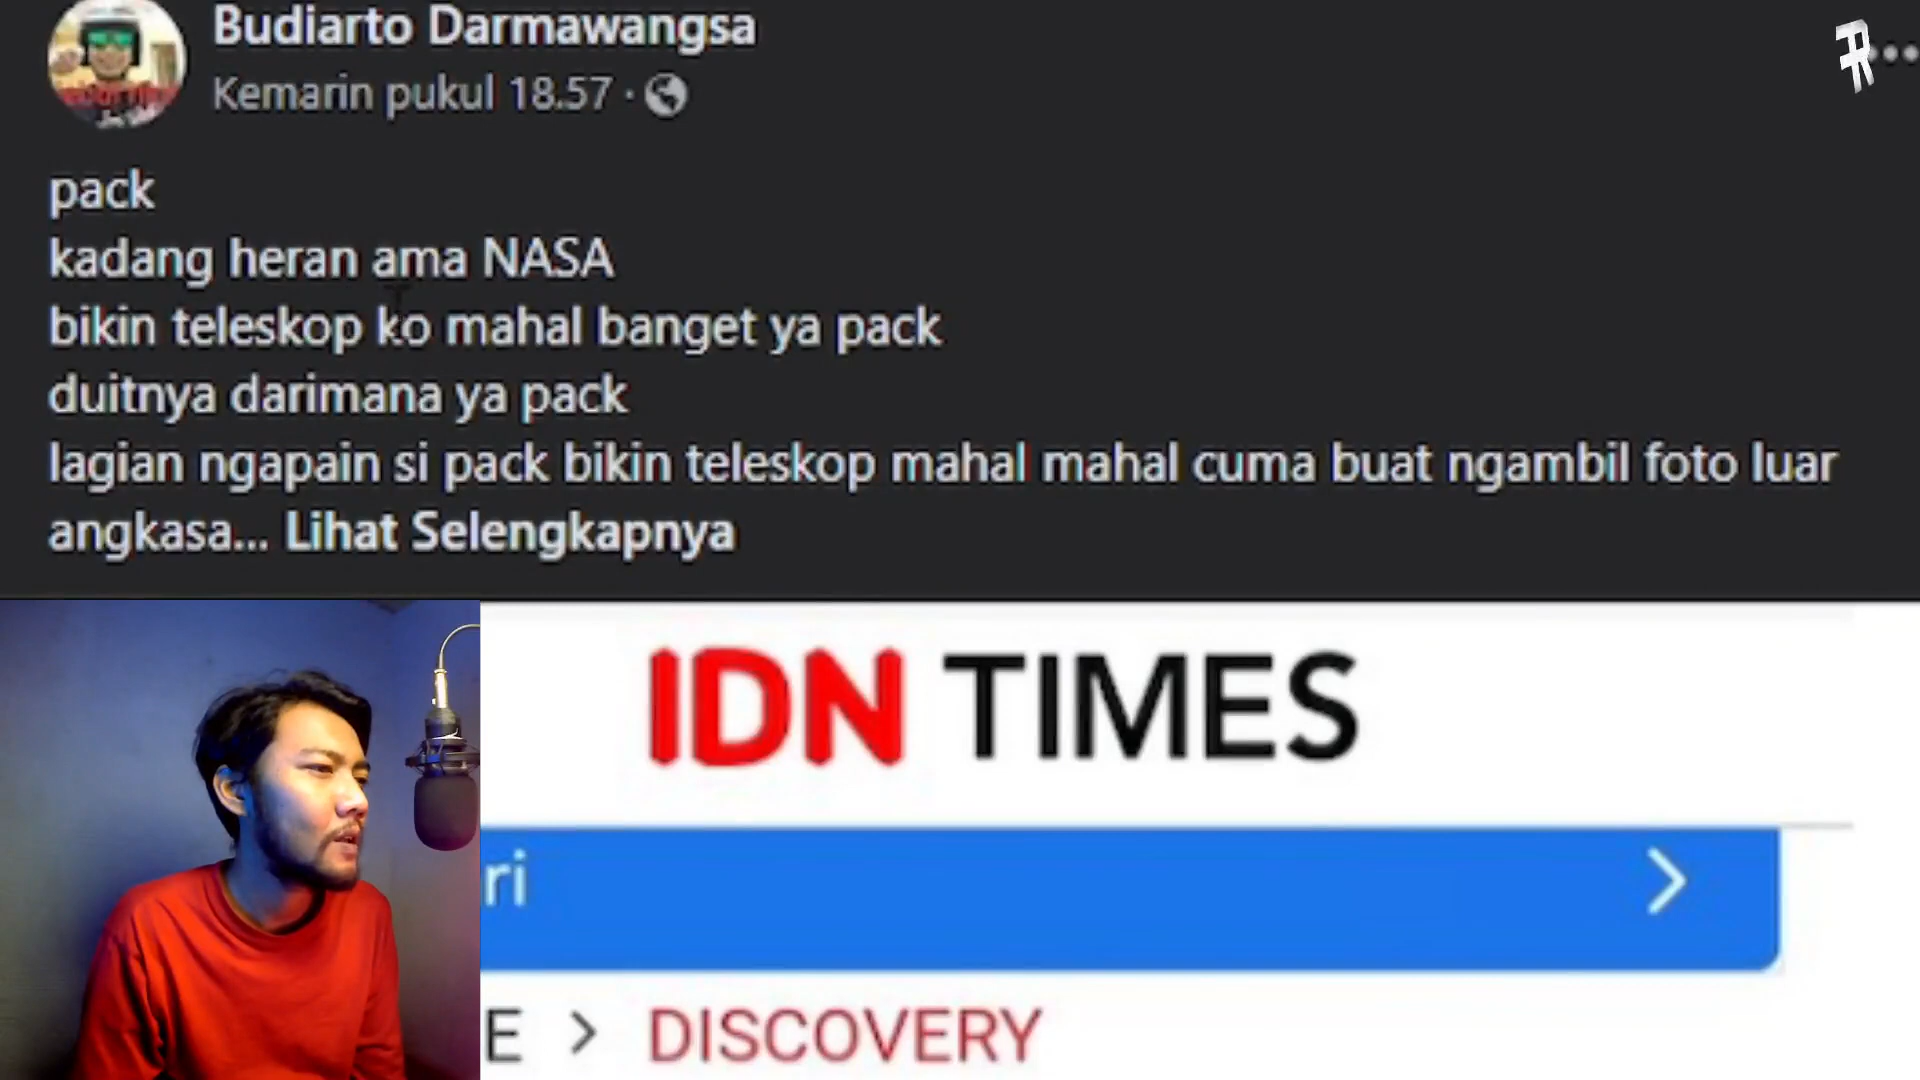 Budiarto Darmawangsa
Kemarin pukul 18.57 ·
pack
kadang heran ama NASA
bikin teleskop ko mahal banget ya pack
duitnya darimana ya pack
lagian ngapain si pack bikin teleskop mahal mahal cuma buat ngambil foto luar
angkasa... Lihat Selengkapnya
IDN TIMES
ri
E > DISCOVERY